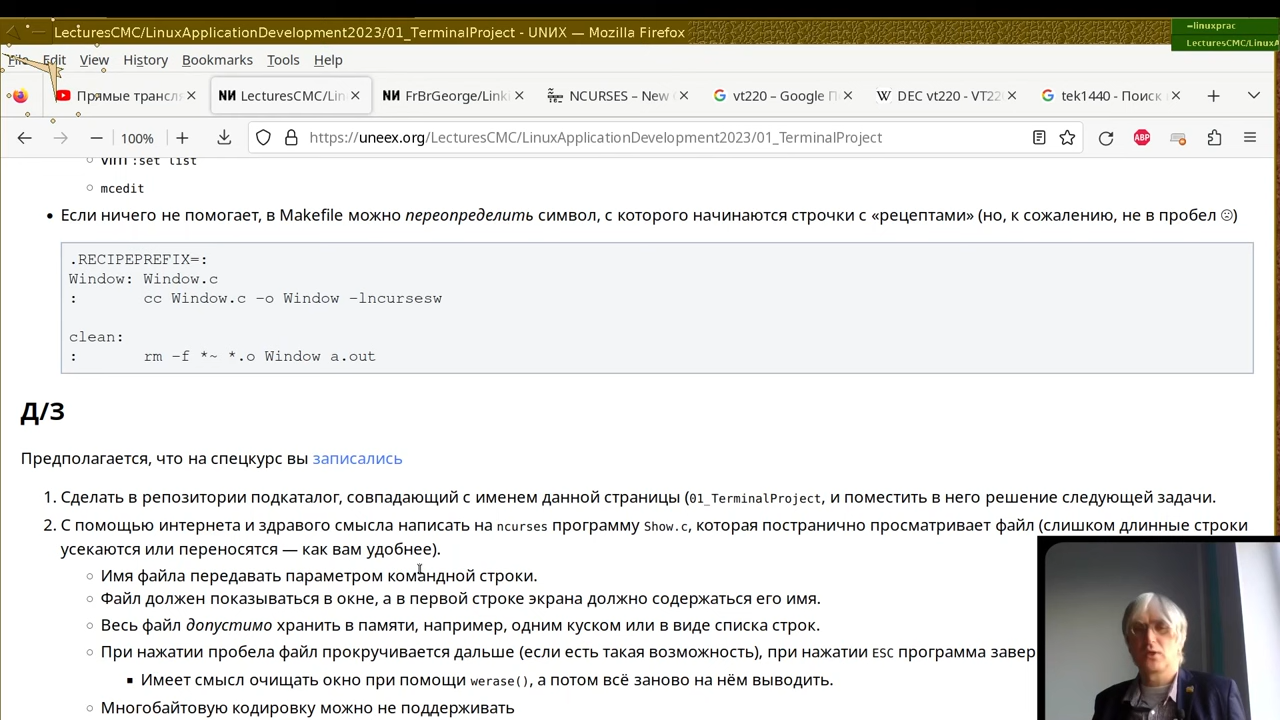 LecturesCMC/LinuxApplicationDevelopment2023/01_TerminalProject - UNИX — Mozilla Firefox
~linuxprac
LecturesCMC/LinuxA
File Edit View History Bookmarks Tools Help
Прямые трансл
NИ LecturesCMC/Lin
NИ FrBrGeorge/Link
NCURSES – New
vt220 – Google П
DEC vt220 - VT22
tek1440 - Поиск
100%
https://uneex.org/LecturesCMC/LinuxApplicationDevelopment2023/01_TerminalProject
ABP
vim :set list
mcedit
Если ничего не помогает, в Makefile можно переопределить символ, с которого начинаются строчки с «рецептами» (но, к сожалению, не в пробел ☹)
.RECIPEPREFIX=:
Window: Window.c
: cc Window.c -o Window -lncursesw
clean:
: rm -f *~ *.o Window a.out
Д/З
Предполагается, что на спецкурс вы записались
1. Сделать в репозитории подкаталог, совпадающий с именем данной страницы (01_TerminalProject, и поместить в него решение следующей задачи.
2. С помощью интернета и здравого смысла написать на ncurses программу Show.c, которая постранично просматривает файл (слишком длинные строки
усекаются или переносятся — как вам удобнее).
Имя файла передавать параметром командной строки.
Файл должен показываться в окне, а в первой строке экрана должно содержаться его имя.
Весь файл допустимо хранить в памяти, например, одним куском или в виде списка строк.
При нажатии пробела файл прокручивается дальше (если есть такая возможность), при нажатии ESC программа завер
Имеет смысл очищать окно при помощи werase(), а потом всё заново на нём выводить.
Многобайтовую кодировку можно не поддерживать